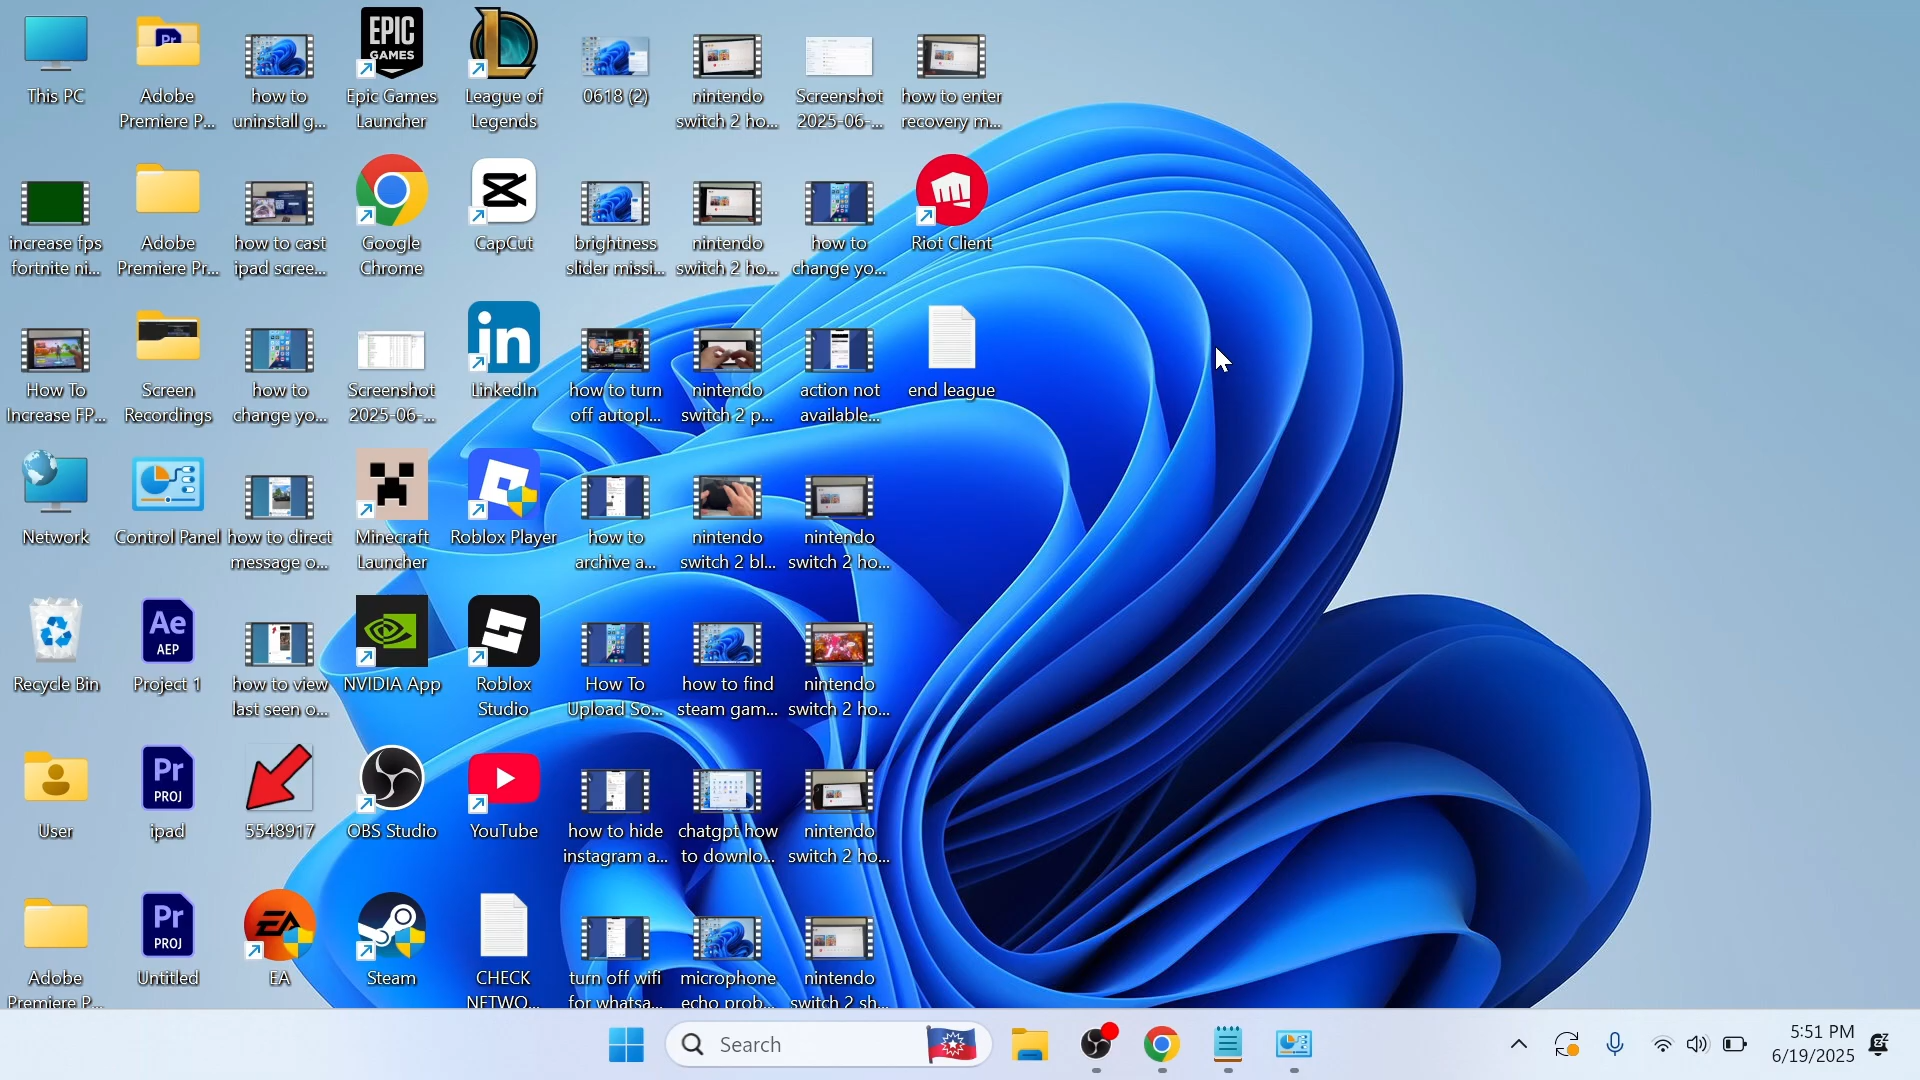 This PC
Adobe
Premiere P...
how to
uninstall g...
EPIC
GAMES
Epic Games
Launcher
League of
Legends
0618 (2)
nintendo
switch 2 ho...
Screenshot
2025-06-...
how to enter
recovery m...
increase fps
fortnite ni...
Adobe
Premiere Pr...
how to cast
ipad scree...
Google
Chrome
CapCut
brightness
slider missi...
nintendo
switch 2 ho...
how to
change yo...
Riot Client
How To
Increase FP...
Screen
Recordings
how to
change yo...
Screenshot
2025-06-...
in
LinkedIn
how to turn
off autopl...
nintendo
switch 2 p...
action not
available...
end league
Network
Control Panel
how to direct
message o...
Minecraft
Launcher
Roblox Player
how to
archive a...
nintendo
switch 2 bl...
nintendo
switch 2 ho...
Recycle Bin
Ae
AEP
Project 1
how to view
last seen o...
NVIDIA App
Roblox
Studio
How To
Upload So...
how to find
steam gam...
nintendo
switch 2 ho...
User
Pr
PROJ
ipad
5548917
OBS Studio
YouTube
how to hide
instagram a...
chatgpt how
to downlo...
nintendo
switch 2 ho...
Adobe
Premiere P...
Pr
PROJ
Untitled
EA
EA
Steam
CHECK
NETWO...
turn off wifi
for whatsa...
microphone
echo prob...
nintendo
switch 2 sh...
Search
5:51 PM
6/19/2025